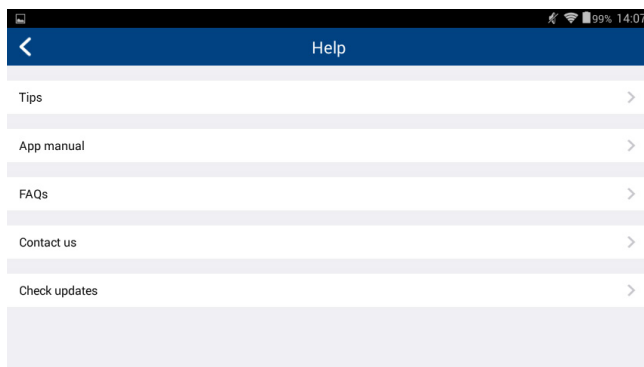 99% 14:07
Help
Tips
App manual
FAQs
Contact us
Check updates